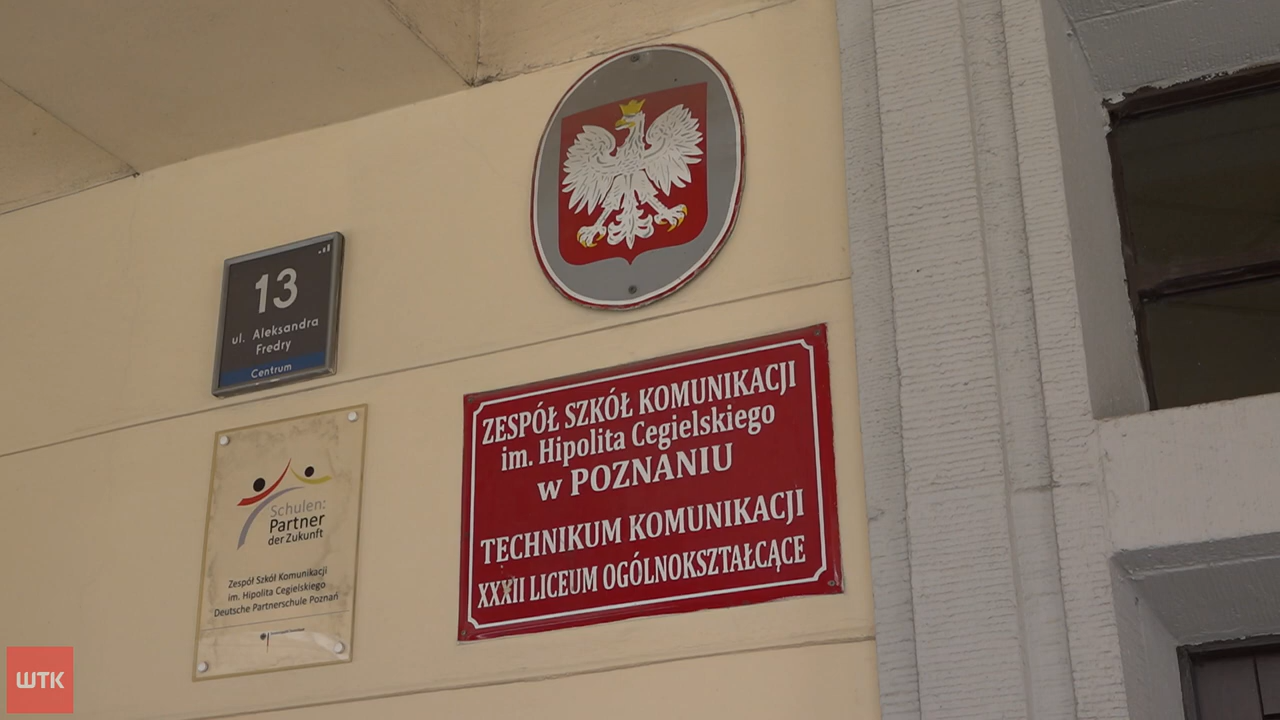 13
ul. Aleksandra
Fredry
Centrum
ZESPÓŁ SZKÓŁ KOMUNIKACJI
im. Hipolita Cegielskiego
w POZNANIU
TECHNIKUM KOMUNIKACJI
XXXII LICEUM OGÓLNOKSZTAŁCĄCE
Schulen:
Partner
der Zukunft
Zespół Szkół Komunikacji
im. Hipolita Cegielskiego
Deutsche Partnerschule Poznań
WTK